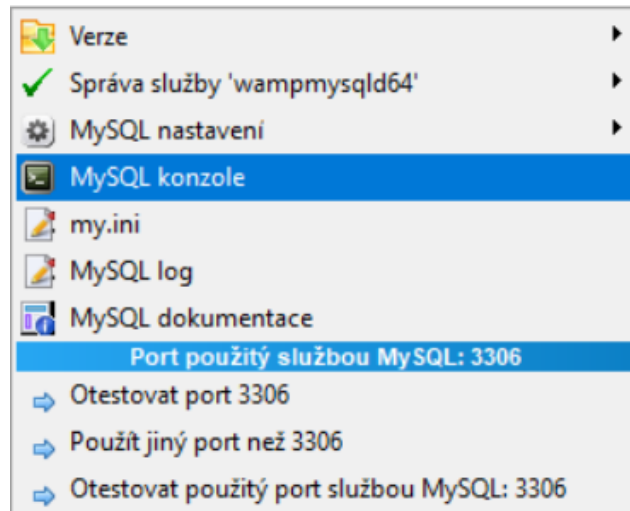 Verze
Správa služby 'wampmysqld64'
MySQL nastavení
MySQL konzole
my.ini
MySQL log
MySQL dokumentace
Port použitý službou MySQL: 3306
Otestovat port 3306
Použít jiný port než 3306
Otestovat použitý port službou MySQL: 3306